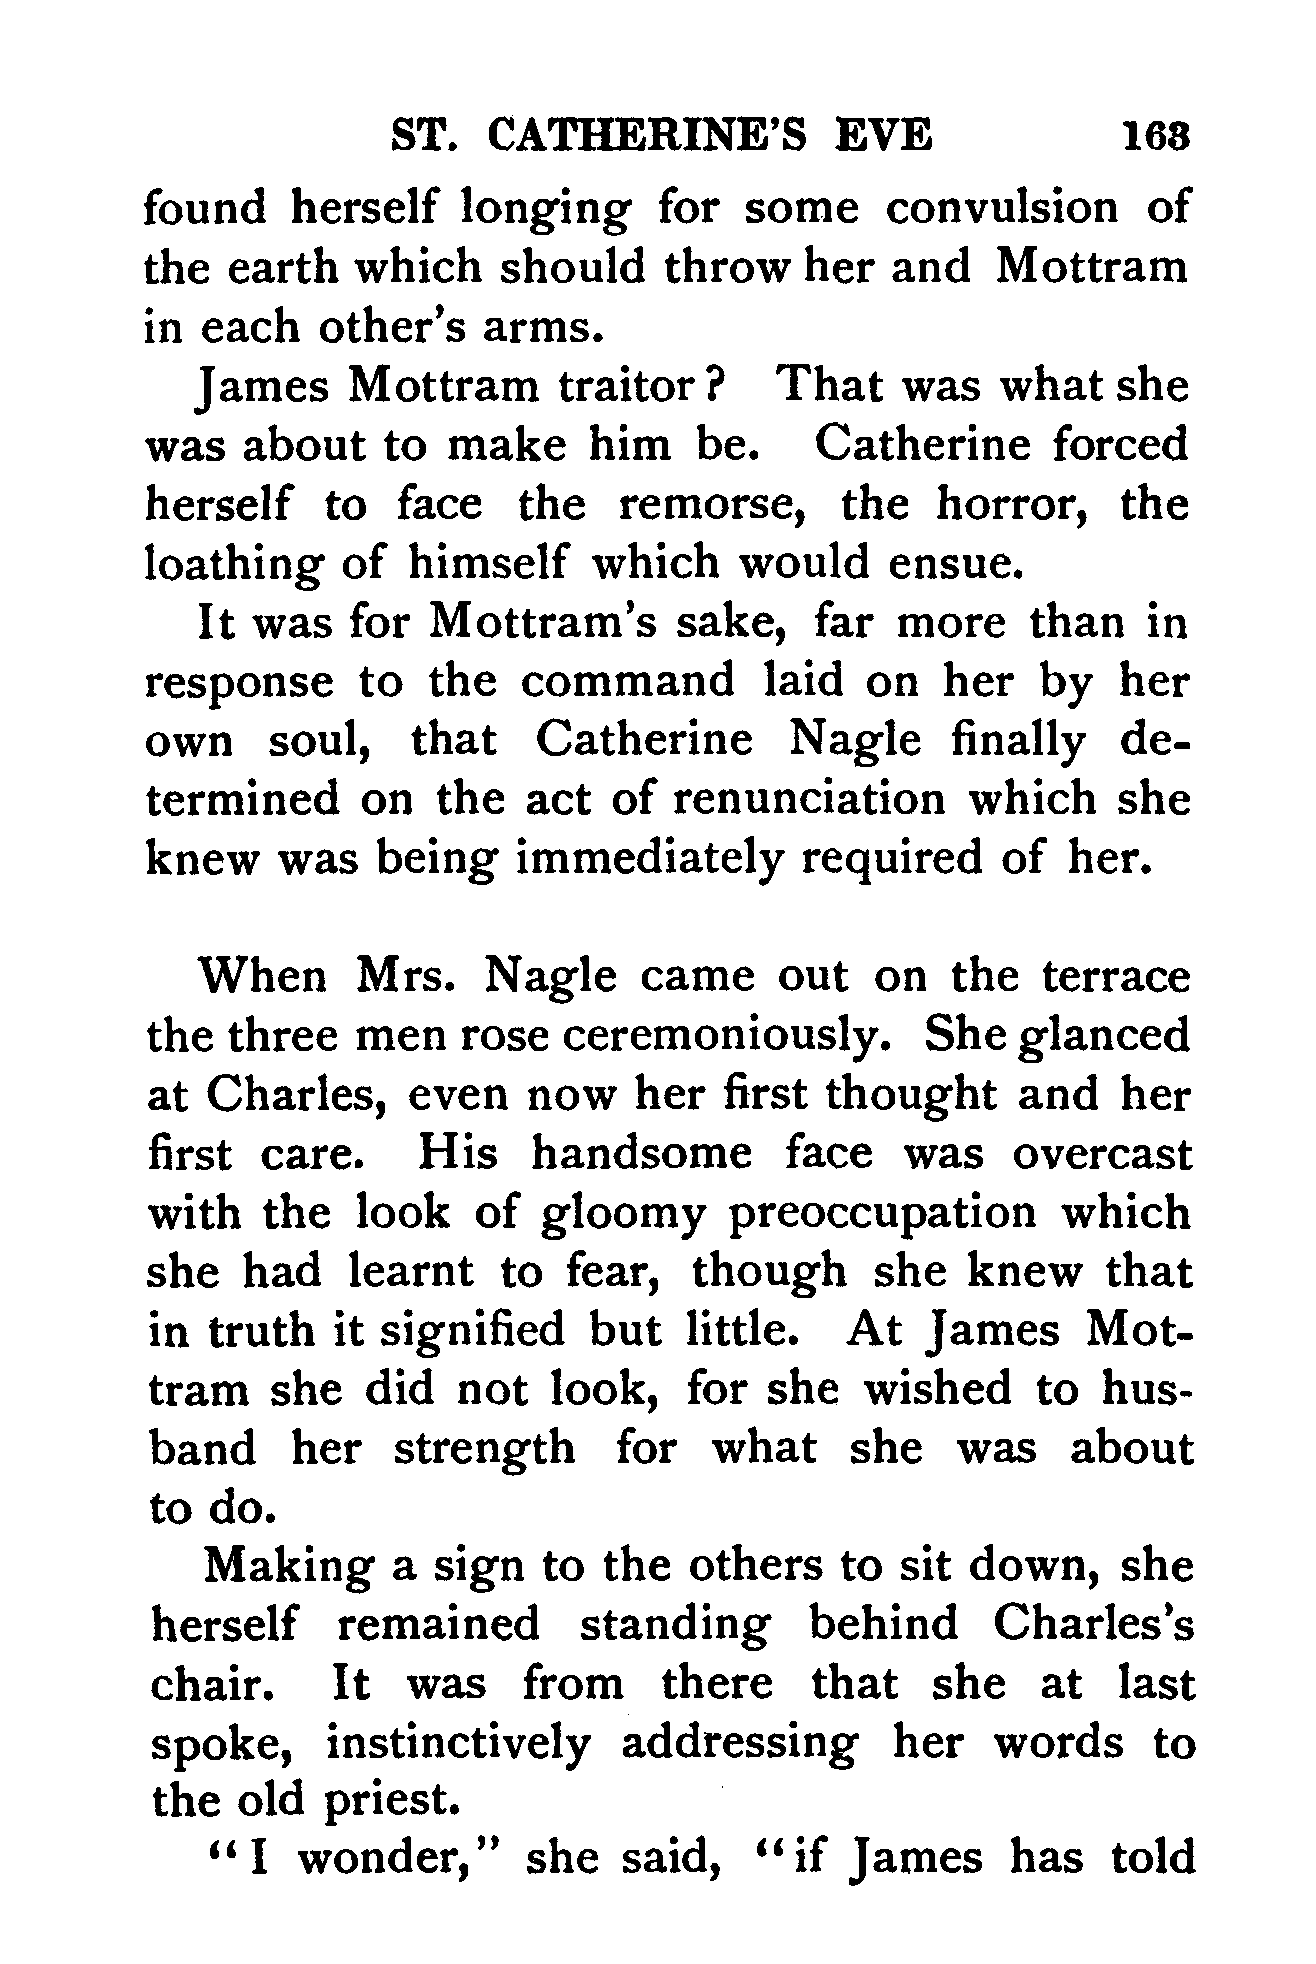 ST. CATHERINE'S EVE 163
found herself longing for some convulsion of
the earth which should throw her and Mottram
in each other's arms.
James Mottram traitor? That was what she
was about to make him be. Catherine forced
herself to face the remorse, the horror, the
loathing of himself which would ensue.
It was for Mottram's sake, far more than in
response to the command laid on her by her
own soul, that Catherine Nagle finally de-
termined on the act of renunciation which she
knew was being immediately required of her.
When Mrs. Nagle came out on the terrace
the three men rose ceremoniously. She glanced
at Charles, even now her first thought and her
first care. His handsome face was overcast
with the look of gloomy preoccupation which
she had learnt to fear, though she knew that
in truth it signified but little. At James Mot-
tram she did not look, for she wished to hus-
band her strength for what she was about
to do.
Making a sign to the others to sit down, she
herself remained standing behind Charles's
chair. It was from there that she at last
spoke, instinctively addressing her words to
the old priest.
"I wonder," she said, "if James has told